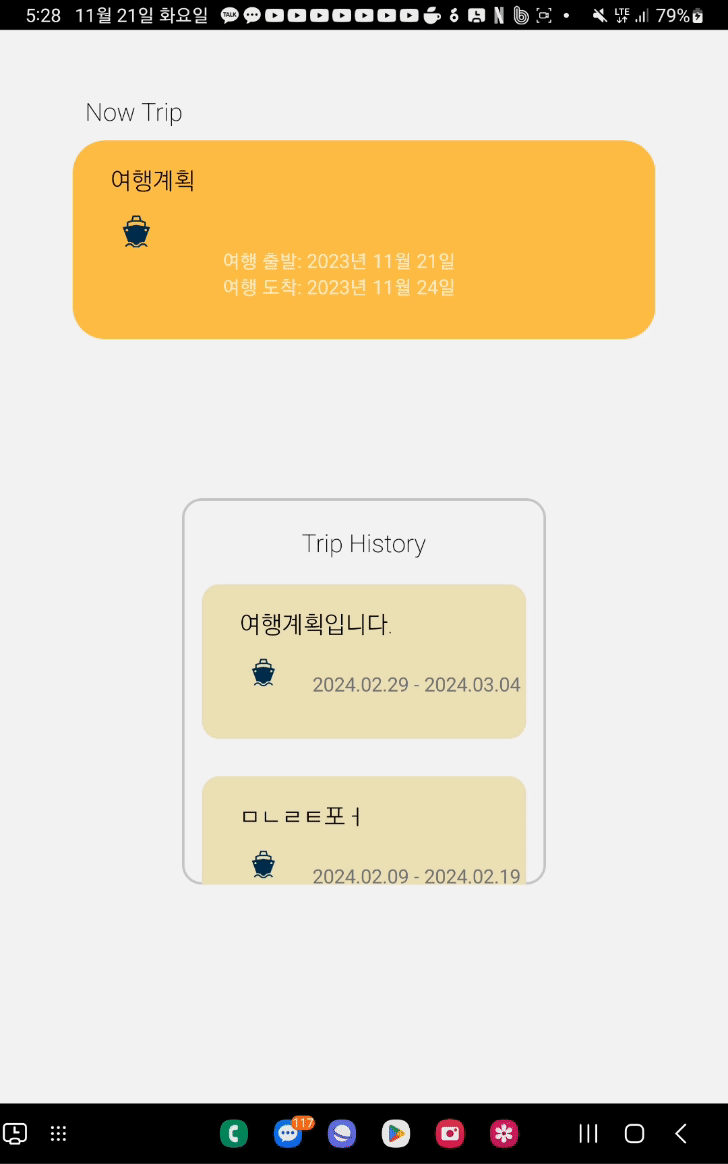 5:28 11월 21일 화요일 TALK LTE 79%
Now Trip
여행계획
여행 출발: 2023년 11월 21일
여행 도착: 2023년 11월 24일
Trip History
여행계획입니다.
2024.02.29 - 2024.03.04
ㅁㄴㄹㅌ포ㅓ
2024.02.09 - 2024.02.19
117